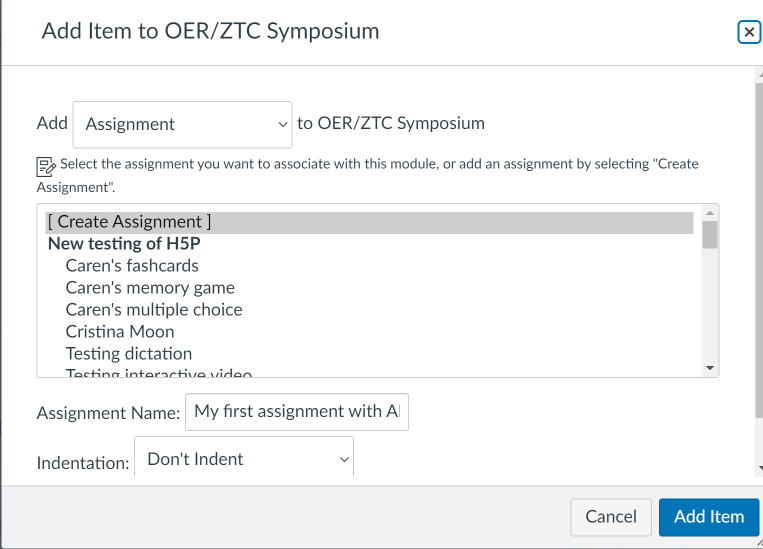 Add Item to OER/ZTC Symposium
Add Assignment to OER/ZTC Symposium
Select the assignment you want to associate with this module, or add an assignment by selecting "Create
Assignment".
[ Create Assignment ]
New testing of H5P
Caren's fashcards
Caren's memory game
Caren's multiple choice
Cristina Moon
Testing dictation
Testing interactive video
Assignment Name: My first assignment with A
Indentation: Don't Indent
Cancel Add Item